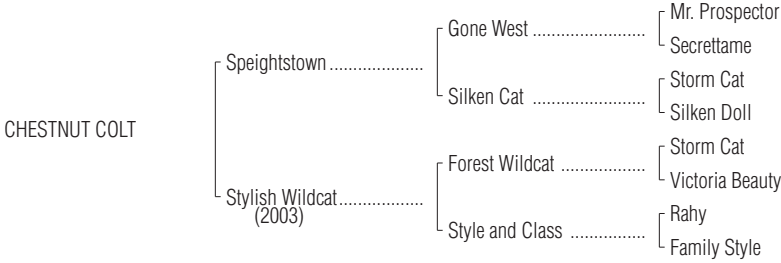 Mr. Prospector
Gone West ........................
Secrettame
Speightstown ....................
Storm Cat
Silken Cat ........................
Silken Doll
CHESTNUT COLT
Storm Cat
Forest Wildcat ..................
Victoria Beauty
Stylish Wildcat..................
(2003)
Rahy
Style and Class ................
Family Style